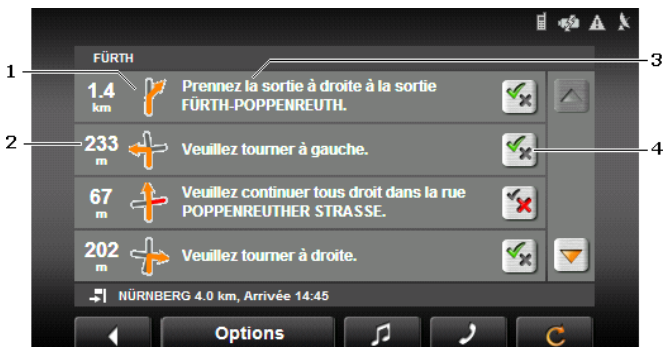 FÜRTH
1
3
1.4
km
Prennez la sortie à droite à la sortie
FÜRTH-POPPENREUTH.
2
233
m
Veuillez tourner à gauche.
4
67
m
Veuillez continuer tous droit dans la rue
POPPENREUTHER STRASSE.
202
m
Veuillez tourner à droite.
NÜRNBERG 4.0 km, Arrivée 14:45
Options